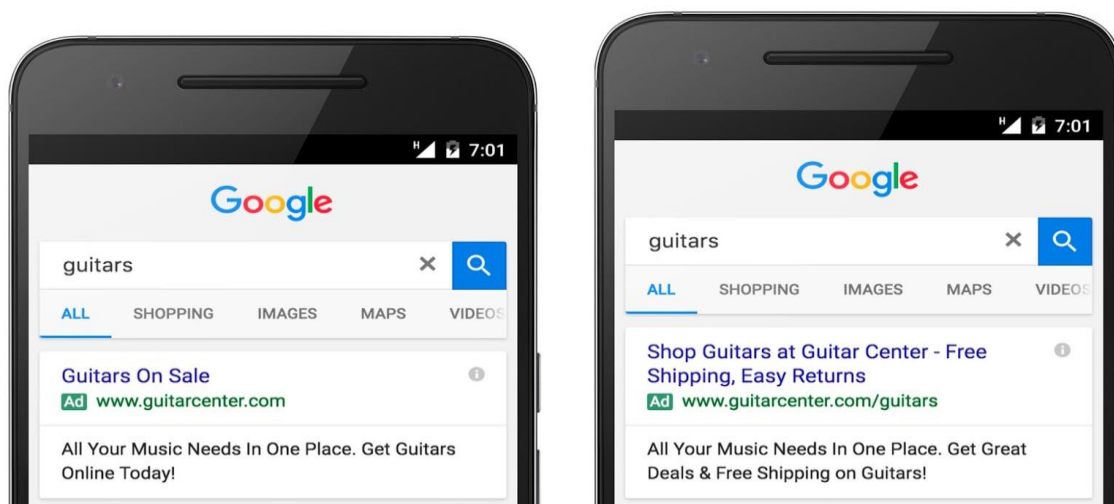 H 7:01
Google
guitars
ALL SHOPPING IMAGES MAPS VIDEOS
Guitars On Sale
Ad www.guitarcenter.com
All Your Music Needs In One Place. Get Guitars
Online Today!
H 7:01
Google
guitars
ALL SHOPPING IMAGES MAPS VIDEOS
Shop Guitars at Guitar Center - Free
Shipping, Easy Returns
Ad www.guitarcenter.com/guitars
All Your Music Needs In One Place. Get Great
Deals & Free Shipping on Guitars!